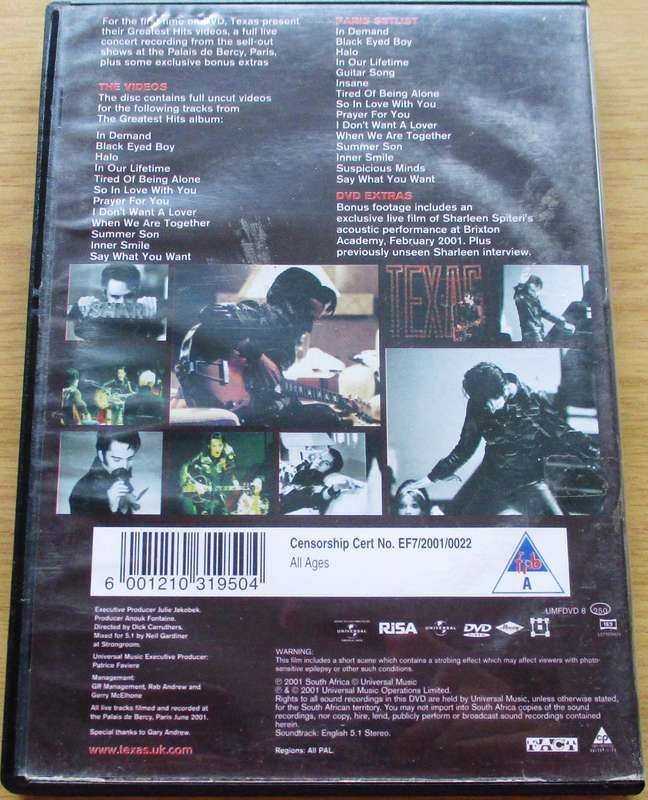 For the first time on DVD, Texas present
their Greatest Hits videos, a full live
concert recording from the sell-out
shows at the Palais de Bercy, Paris,
plus some exclusive bonus extras
THE VIDEOS
The disc contains full uncut videos
for the following tracks from
The Greatest Hits album:
In Demand
Black Eyed Boy
Halo
In Our Lifetime
Tired Of Being Alone
So In Love With You
Prayer For You
I Don't Want A Lover
When We Are Together
Summer Son
Inner Smile
Say What You Want
PARIS SETLIST
In Demand
Black Eyed Boy
Halo
In Our Lifetime
Guitar Song
Insane
Tired Of Being Alone
So In Love With You
Prayer For You
I Don't Want A Lover
When We Are Together
Summer Son
Inner Smile
Suspicious Minds
Say What You Want
DVD EXTRAS
Bonus footage includes an
exclusive live film of Sharleen Spiteri's
acoustic performance at Brixton
Academy, February 2001. Plus
previously unseen Sharleen interview.
TEXAS
6 001210 319504
Censorship Cert No. EF7/2001/0022
All Ages
fpb
A
Executive Producer Julie Jakobek.
Producer Anouk Fontaine.
Directed by Dick Carruthers.
Mixed for 5.1 by Neil Gardiner
at Strongroom.
Universal Music Executive Producer:
Patrice Faviere
Management:
GR Management, Rab Andrew and
Gerry McElhone
All live tracks filmed and recorded at
the Palais de Bercy, Paris June 2001.
Special thanks to Gary Andrew.
www.texas.uk.com
UMFDVD 8
250
UNIVERSAL
RiSA
UNIVERSAL
DVD
VIDEO
WARNING:
This film includes a short scene which contains a strobing effect which may affect viewers with photo-
sensitive epilepsy or other such conditions.
℗ 2001 South Africa © Universal Music
℗ & © 2001 Universal Music Operations Limited.
Rights to all sound recordings in this DVD are held by Universal Music, unless otherwise stated,
for the South African territory. You may not import into South Africa copies of the sound
recordings, nor copy, hire, lend, publicly perform or broadcast sound recordings contained
herein.
Soundtrack: English 5.1 Stereo.
Regions: All PAL.
FACT